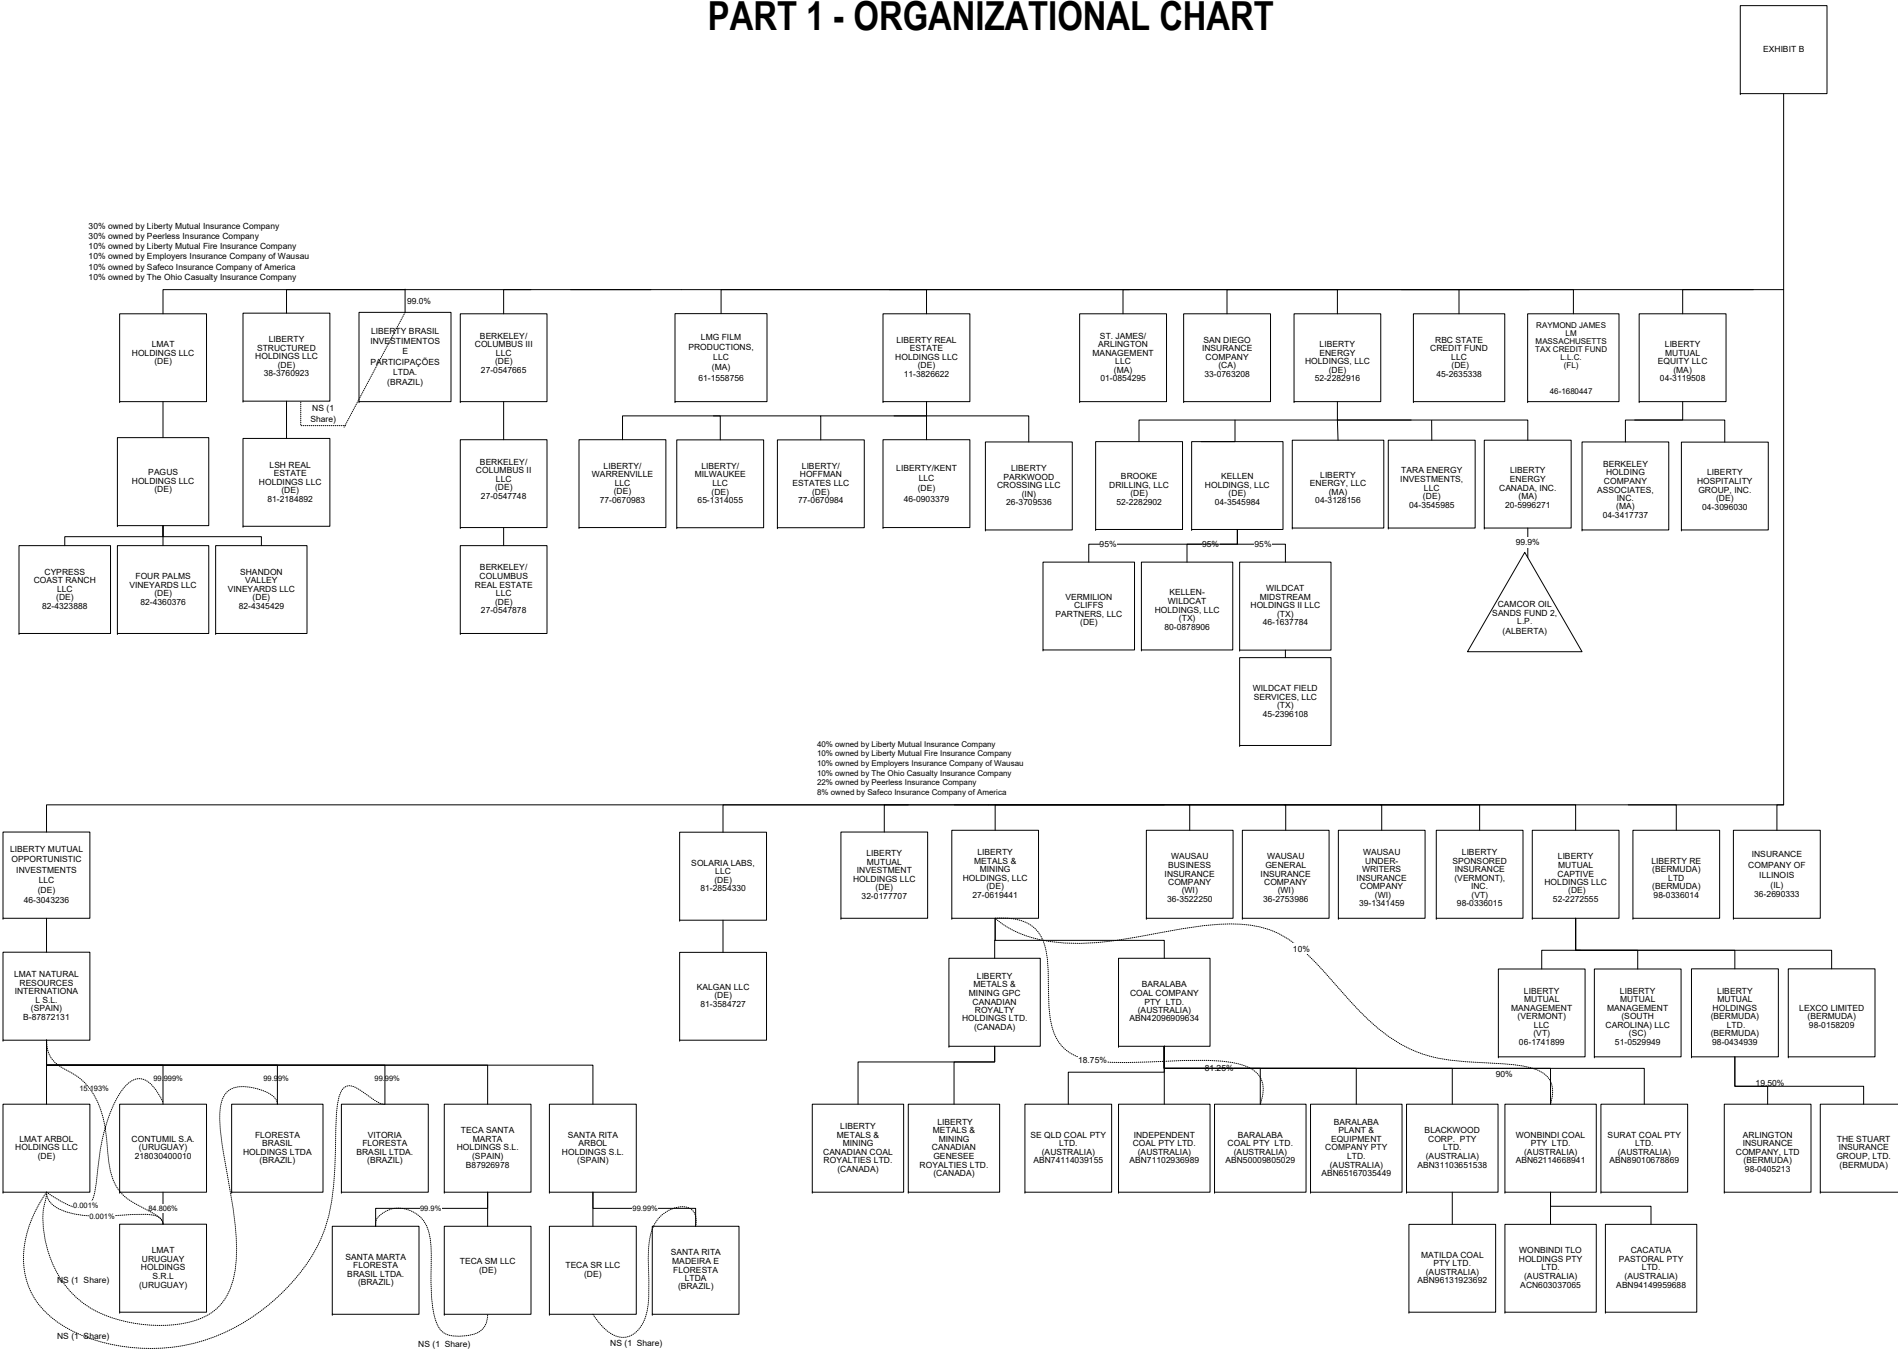 PART 1 - ORGANIZATIONAL CHART
EXHIBIT B
30% owned by Liberty Mutual Insurance Company
30% owned by Peerless Insurance Company
10% owned by Liberty Mutual Fire Insurance Company
10% owned by Employers Insurance Company of Wausau
10% owned by Safeco Insurance Company of America
10% owned by The Ohio Casualty Insurance Company
LMAT
HOLDINGS LLC
(DE)
LIBERTY
STRUCTURED
HOLDINGS LLC
(DE)
38-3760923
99.0%
LIBERTY BRASIL
INVESTIMENTOS
E
PARTICIPAÇÕES
LTDA.
(BRAZIL)
NS (1
Share)
BERKELEY/
COLUMBUS III
LLC
(DE)
27-0547665
LMG FILM
PRODUCTIONS,
LLC
(MA)
61-1558756
LIBERTY REAL
ESTATE
HOLDINGS LLC
(DE)
11-3826622
ST. JAMES/
ARLINGTON
MANAGEMENT
LLC
(MA)
01-0854295
SAN DIEGO
INSURANCE
COMPANY
(CA)
33-0763208
LIBERTY
ENERGY
HOLDINGS, LLC
(DE)
52-2282916
RBC STATE
CREDIT FUND
LLC
(DE)
45-2635338
RAYMOND JAMES
LM
MASSACHUSETTS
TAX CREDIT FUND
L.L.C.
(FL)
46-1680447
LIBERTY
MUTUAL
EQUITY LLC
(MA)
04-3119508
PAGUS
HOLDINGS LLC
(DE)
LSH REAL
ESTATE
HOLDINGS LLC
(DE)
81-2184892
BERKELEY/
COLUMBUS II
LLC
(DE)
27-0547748
LIBERTY/
WARRENVILLE
LLC
(DE)
77-0670983
LIBERTY/
MILWAUKEE
LLC
(DE)
65-1314055
LIBERTY/
HOFFMAN
ESTATES LLC
(DE)
77-0670984
LIBERTY/KENT
LLC
(DE)
46-0903379
LIBERTY
PARKWOOD
CROSSING LLC
(IN)
26-3709536
BROOKE
DRILLING, LLC
(DE)
52-2282902
KELLEN
HOLDINGS, LLC
(DE)
04-3545984
LIBERTY
ENERGY, LLC
(MA)
04-3128156
TARA ENERGY
INVESTMENTS,
LLC
(DE)
04-3545985
LIBERTY
ENERGY
CANADA, INC.
(MA)
20-5996271
BERKELEY
HOLDING
COMPANY
ASSOCIATES,
INC.
(MA)
04-3417737
LIBERTY
HOSPITALITY
GROUP, INC.
(DE)
04-3096030
CYPRESS
COAST RANCH
LLC
(DE)
82-4323888
FOUR PALMS
VINEYARDS LLC
(DE)
82-4360376
SHANDON
VALLEY
VINEYARDS LLC
(DE)
82-4345429
BERKELEY/
COLUMBUS
REAL ESTATE
LLC
(DE)
27-0547878
95%
95%
95%
99.9%
VERMILION
CLIFFS
PARTNERS, LLC
(DE)
KELLEN-
WILDCAT
HOLDINGS, LLC
(TX)
80-0878906
WILDCAT
MIDSTREAM
HOLDINGS II LLC
(TX)
46-1637784
CAMCOR OIL
SANDS FUND 2,
L.P.
(ALBERTA)
WILDCAT FIELD
SERVICES, LLC
(TX)
45-2396108
40% owned by Liberty Mutual Insurance Company
10% owned by Liberty Mutual Fire Insurance Company
10% owned by Employers Insurance Company of Wausau
10% owned by The Ohio Casualty Insurance Company
22% owned by Peerless Insurance Company
8% owned by Safeco Insurance Company of America
LIBERTY MUTUAL
OPPORTUNISTIC
INVESTMENTS
LLC
(DE)
46-3043236
SOLARIA LABS,
LLC
(DE)
81-2854330
LIBERTY
MUTUAL
INVESTMENT
HOLDINGS LLC
(DE)
32-0177707
LIBERTY
METALS &
MINING
HOLDINGS, LLC
(DE)
27-0619441
WAUSAU
BUSINESS
INSURANCE
COMPANY
(WI)
36-3522250
WAUSAU
GENERAL
INSURANCE
COMPANY
(WI)
36-2753986
WAUSAU
UNDER-
WRITERS
INSURANCE
COMPANY
(WI)
39-1341459
LIBERTY
SPONSORED
INSURANCE
(VERMONT),
INC.
(VT)
98-0336015
LIBERTY
MUTUAL
CAPTIVE
HOLDINGS LLC
(DE)
52-2272555
LIBERTY RE
(BERMUDA)
LTD
(BERMUDA)
98-0336014
INSURANCE
COMPANY OF
ILLINOIS
(IL)
36-2690333
LMAT NATURAL
RESOURCES
INTERNATIONA
L S.L.
(SPAIN)
B-87872131
KALGAN LLC
(DE)
81-3584727
LIBERTY
METALS &
MINING GPC
CANADIAN
ROYALTY
HOLDINGS LTD.
(CANADA)
BARALABA
COAL COMPANY
PTY LTD.
(AUSTRALIA)
ABN42096909634
10%
LIBERTY
MUTUAL
MANAGEMENT
(VERMONT)
LLC
(VT)
06-1741899
LIBERTY
MUTUAL
MANAGEMENT
(SOUTH
CAROLINA) LLC
(SC)
51-0529949
LIBERTY
MUTUAL
HOLDINGS
(BERMUDA)
LTD.
(BERMUDA)
98-0434939
LEXCO LIMITED
(BERMUDA)
98-0158209
15.193%
99.999%
99.99%
99.99%
18.75%
81.25%
90%
19.50%
LMAT ARBOL
HOLDINGS LLC
(DE)
CONTUMIL S.A.
(URUGUAY)
218030400010
FLORESTA
BRASIL
HOLDINGS LTDA
(BRAZIL)
VITORIA
FLORESTA
BRASIL LTDA.
(BRAZIL)
TECA SANTA
MARTA
HOLDINGS S.L.
(SPAIN)
B87926978
SANTA RITA
ARBOL
HOLDINGS S.L.
(SPAIN)
LIBERTY
METALS &
MINING
CANADIAN COAL
ROYALTIES LTD.
(CANADA)
LIBERTY
METALS &
MINING
CANADIAN
GENESEE
ROYALTIES LTD.
(CANADA)
SE QLD COAL PTY
LTD.
(AUSTRALIA)
ABN74114039155
INDEPENDENT
COAL PTY LTD.
(AUSTRALIA)
ABN71102936989
BARALABA
COAL PTY LTD.
(AUSTRALIA)
ABN50009805029
BARALABA
PLANT &
EQUIPMENT
COMPANY PTY
LTD.
(AUSTRALIA)
ABN65167035449
BLACKWOOD
CORP. PTY
LTD.
(AUSTRALIA)
ABN31103651538
WONBINDI COAL
PTY LTD.
(AUSTRALIA)
ABN62114668941
SURAT COAL PTY
LTD.
(AUSTRALIA)
ABN89010678869
ARLINGTON
INSURANCE
COMPANY, LTD
(BERMUDA)
98-0405213
THE STUART
INSURANCE
GROUP, LTD.
(BERMUDA)
0.001%
0.001%
84.806%
99.9%
99.99%
LMAT
URUGUAY
HOLDINGS
S.R.L
(URUGUAY)
SANTA MARTA
FLORESTA
BRASIL LTDA.
(BRAZIL)
TECA SM LLC
(DE)
TECA SR LLC
(DE)
SANTA RITA
MADEIRA E
FLORESTA
LTDA
(BRAZIL)
MATILDA COAL
PTY LTD.
(AUSTRALIA)
ABN96131923692
WONBINDI TLO
HOLDINGS PTY
LTD.
(AUSTRALIA)
ACN603037065
CACATUA
PASTORAL PTY
LTD.
(AUSTRALIA)
ABN94149959688
NS (1 Share)
NS (1 Share)
NS (1 Share)
NS (1 Share)